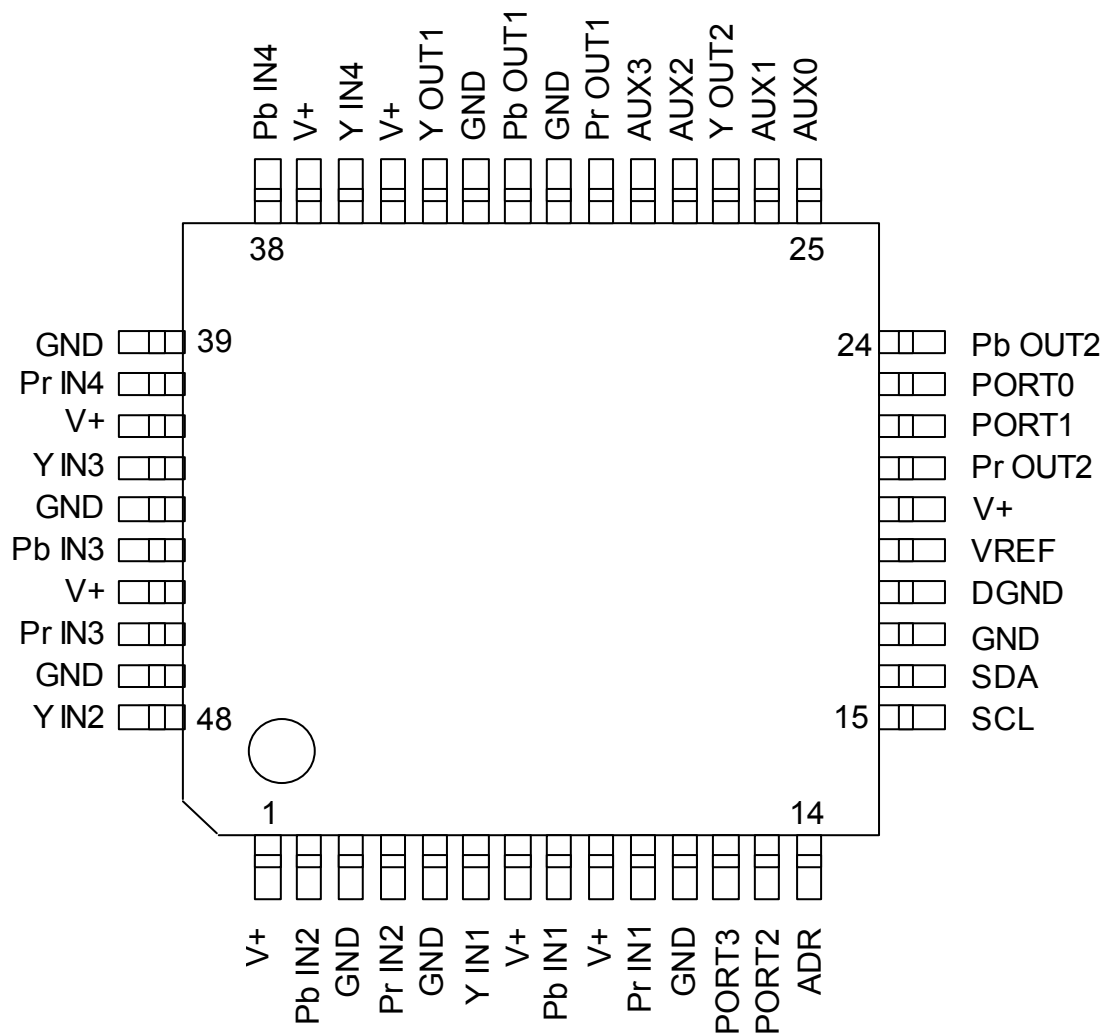 Pb IN4
V+
Y IN4
V+
Y OUT1
GND
Pb OUT1
GND
Pr OUT1
AUX3
AUX2
Y OUT2
AUX1
AUX0
38
25
GND
39
Pr IN4
V+
Y IN3
GND
Pb IN3
V+
Pr IN3
GND
Y IN2
48
24
Pb OUT2
PORT0
PORT1
Pr OUT2
V+
VREF
DGND
GND
SDA
15
SCL
1
14
V+
Pb IN2
GND
Pr IN2
GND
Y IN1
V+
Pb IN1
V+
Pr IN1
GND
PORT3
PORT2
ADR